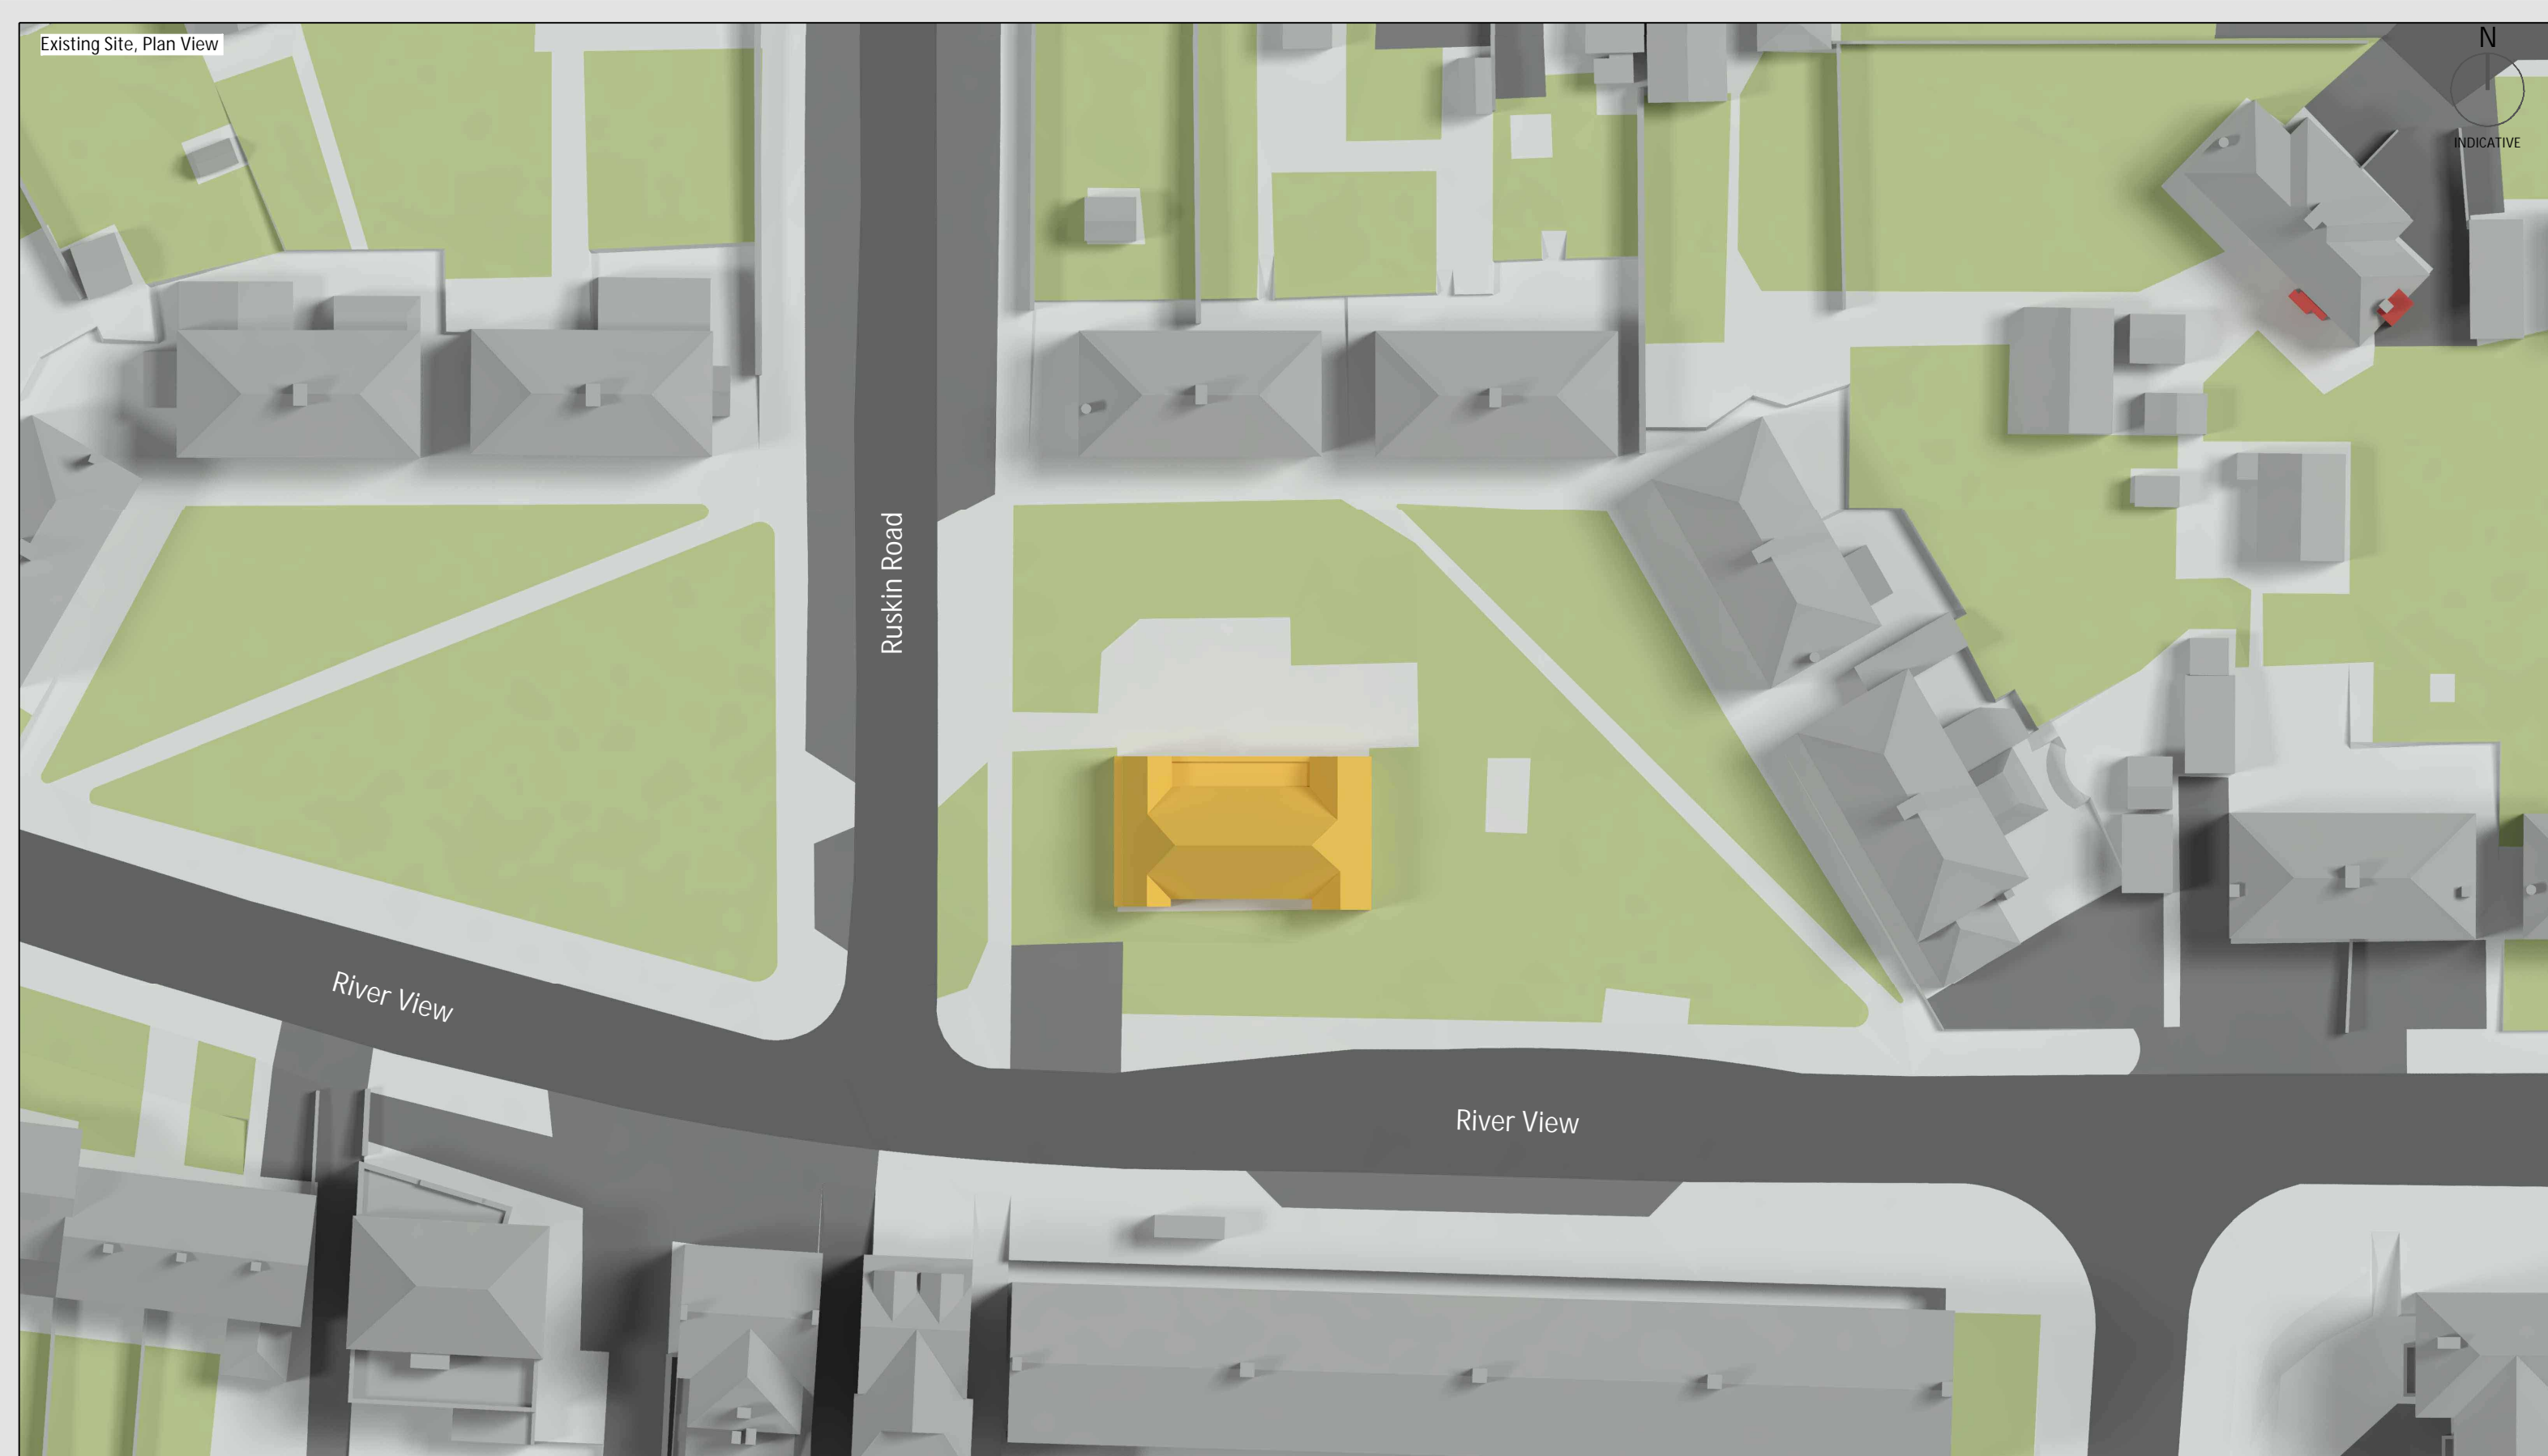 Existing Site, Plan View
N
INDICATIVE
Ruskin Road
River View
River View